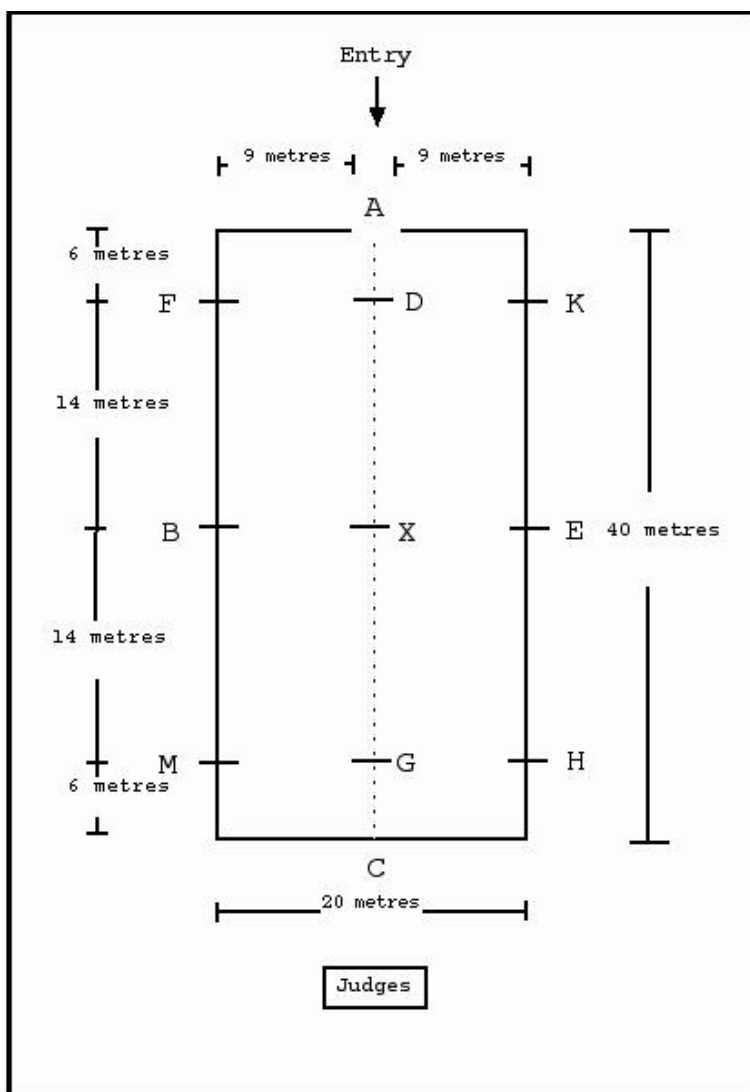 Entry
9 metres 9 metres
A
6 metres
F D K
14 metres
B X E 40 metres
14 metres
M G H
6 metres
C
20 metres
Judges